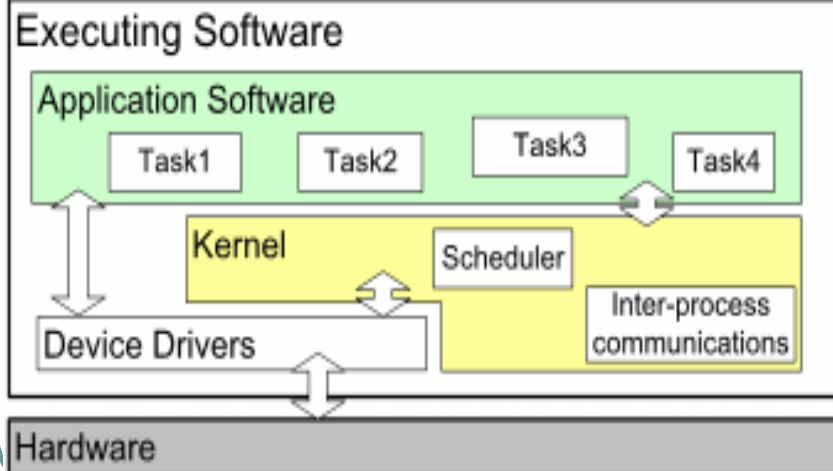 Executing Software
Application Software
Task1
Task2
Task3
Task4
Kernel
Scheduler
Inter-process
communications
Device Drivers
Hardware